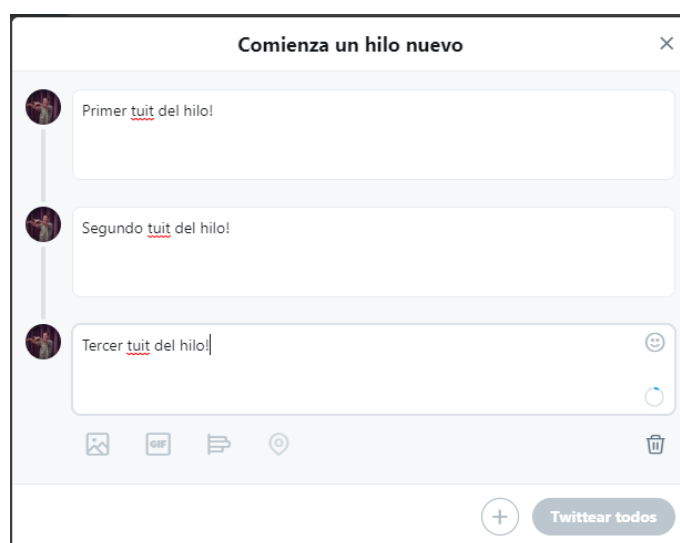 Comienza un hilo nuevo
Primer tuit del hilo!
Segundo tuit del hilo!
Tercer tuit del hilo!
GIF
Twittear todos